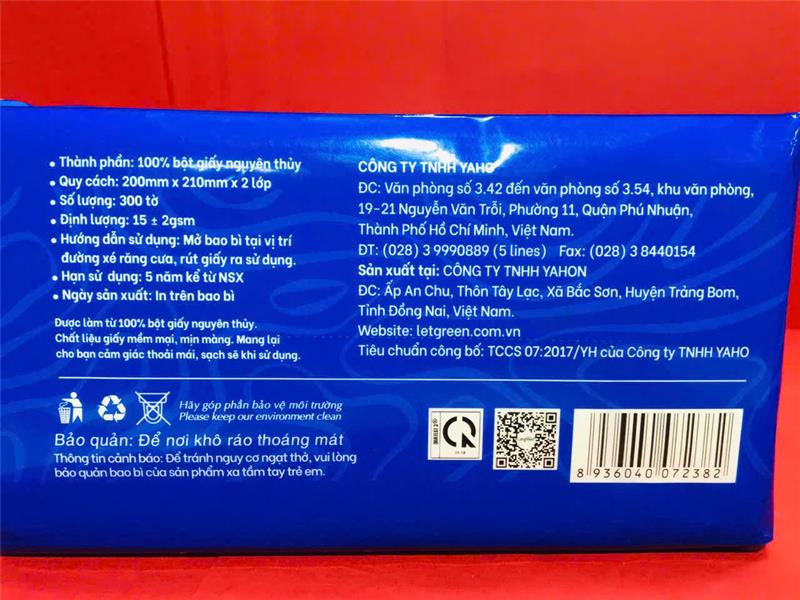 • Thành phần: 100% bột giấy nguyên thủy
• Quy cách: 200mm x 210mm x 2 lớp
• Số lượng: 300 tờ
• Định lượng: 15 ± 2gsm
• Hướng dẫn sử dụng: Mở bao bì tại vị trí
đường xé răng cưa, rút giấy ra sử dụng.
• Hạn sử dụng: 5 năm kể từ NSX
• Ngày sản xuất: In trên bao bì
Được làm từ 100% bột giấy nguyên thủy.
Chất liệu giấy mềm mại, mịn màng. Mang lại
cho bạn cảm giác thoải mái, sạch sẽ khi sử dụng.
CÔNG TY TNHH YAHO
ĐC: Văn phòng số 3.42 đến văn phòng số 3.54, khu văn phòng,
19-21 Nguyễn Văn Trỗi, Phường 11, Quận Phú Nhuận,
Thành Phố Hồ Chí Minh, Việt Nam.
ĐT: (028) 3 9990889 (5 lines) Fax: (028) 3 8440154
Sản xuất tại: CÔNG TY TNHH YAHON
ĐC: Ấp An Chu, Thôn Tây Lạc, Xã Bắc Sơn, Huyện Trảng Bom,
Tỉnh Đồng Nai, Việt Nam.
Website: letgreen.com.vn
Tiêu chuẩn công bố: TCCS 07:2017/YH của Công ty TNHH YAHO
Hãy góp phần bảo vệ môi trường
Please keep our environment clean
Bảo quản: Để nơi khô ráo thoáng mát
Thông tin cảnh báo: Để tránh nguy cơ ngạt thở, vui lòng
bảo quản bao bì của sản phẩm xa tầm tay trẻ em.
8 936040 072382